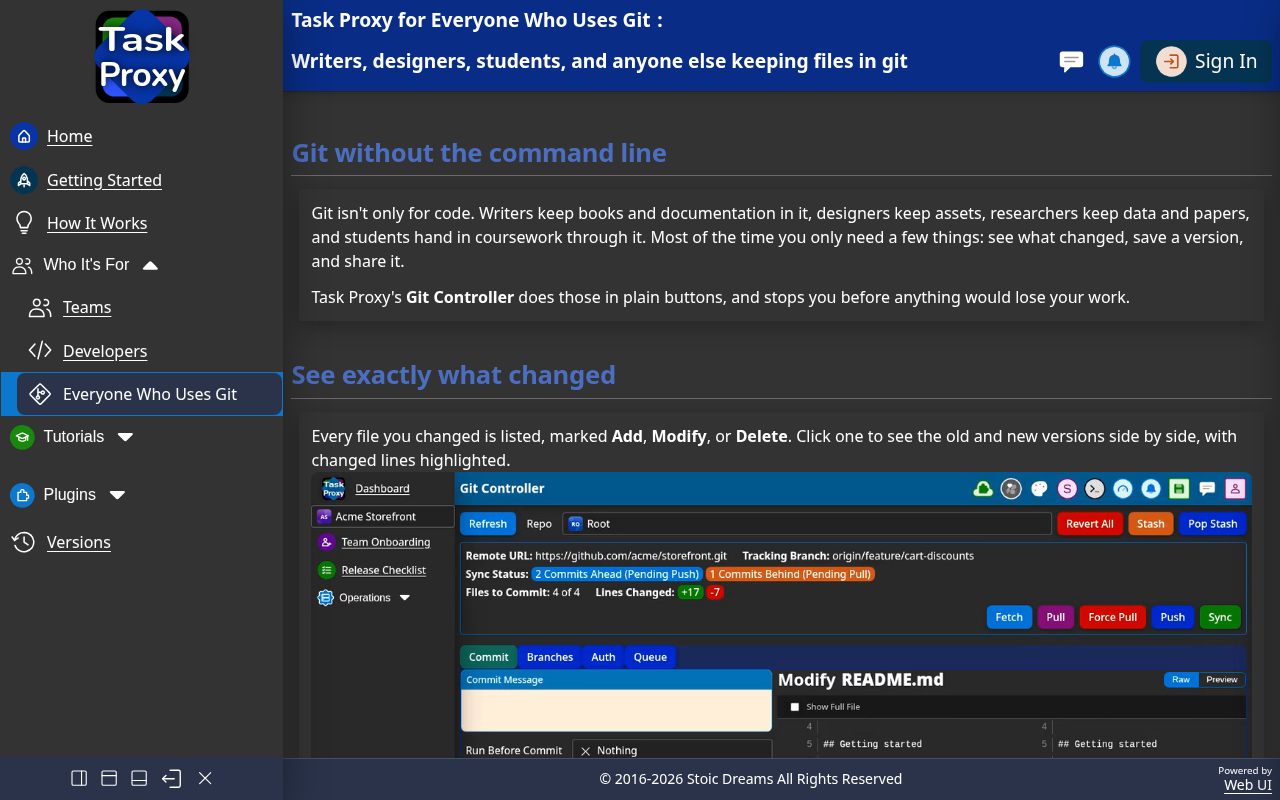 Task Proxy
Home
Getting Started
How It Works
Who It's For
Teams
Developers
Everyone Who Uses Git
Tutorials
Plugins
Versions
Task Proxy for Everyone Who Uses Git :
Writers, designers, students, and anyone else keeping files in git
Sign In
Git without the command line
Git isn't only for code. Writers keep books and documentation in it, designers keep assets, researchers keep data and papers,
and students hand in coursework through it. Most of the time you only need a few things: see what changed, save a version,
and share it.
Task Proxy's Git Controller does those in plain buttons, and stops you before anything would lose your work.
See exactly what changed
Every file you changed is listed, marked Add, Modify, or Delete. Click one to see the old and new versions side by side, with
changed lines highlighted.
Task Proxy
Dashboard
Git Controller
S
AS Acme Storefront
Team Onboarding
Release Checklist
Operations
Refresh Repo RO Root Revert All Stash Pop Stash
Remote URL: https://github.com/acme/storefront.git Tracking Branch: origin/feature/cart-discounts
Sync Status: 2 Commits Ahead (Pending Push) 1 Commits Behind (Pending Pull)
Files to Commit: 4 of 4 Lines Changed: +17 -7
Fetch Pull Force Pull Push Sync
Commit Branches Auth Queue
Commit Message
Modify README.md Raw Preview
Show Full File
4 4
5 ## Getting started 5 ## Getting started
Run Before Commit Nothing
© 2016-2026 Stoic Dreams All Rights Reserved
Powered by
Web UI